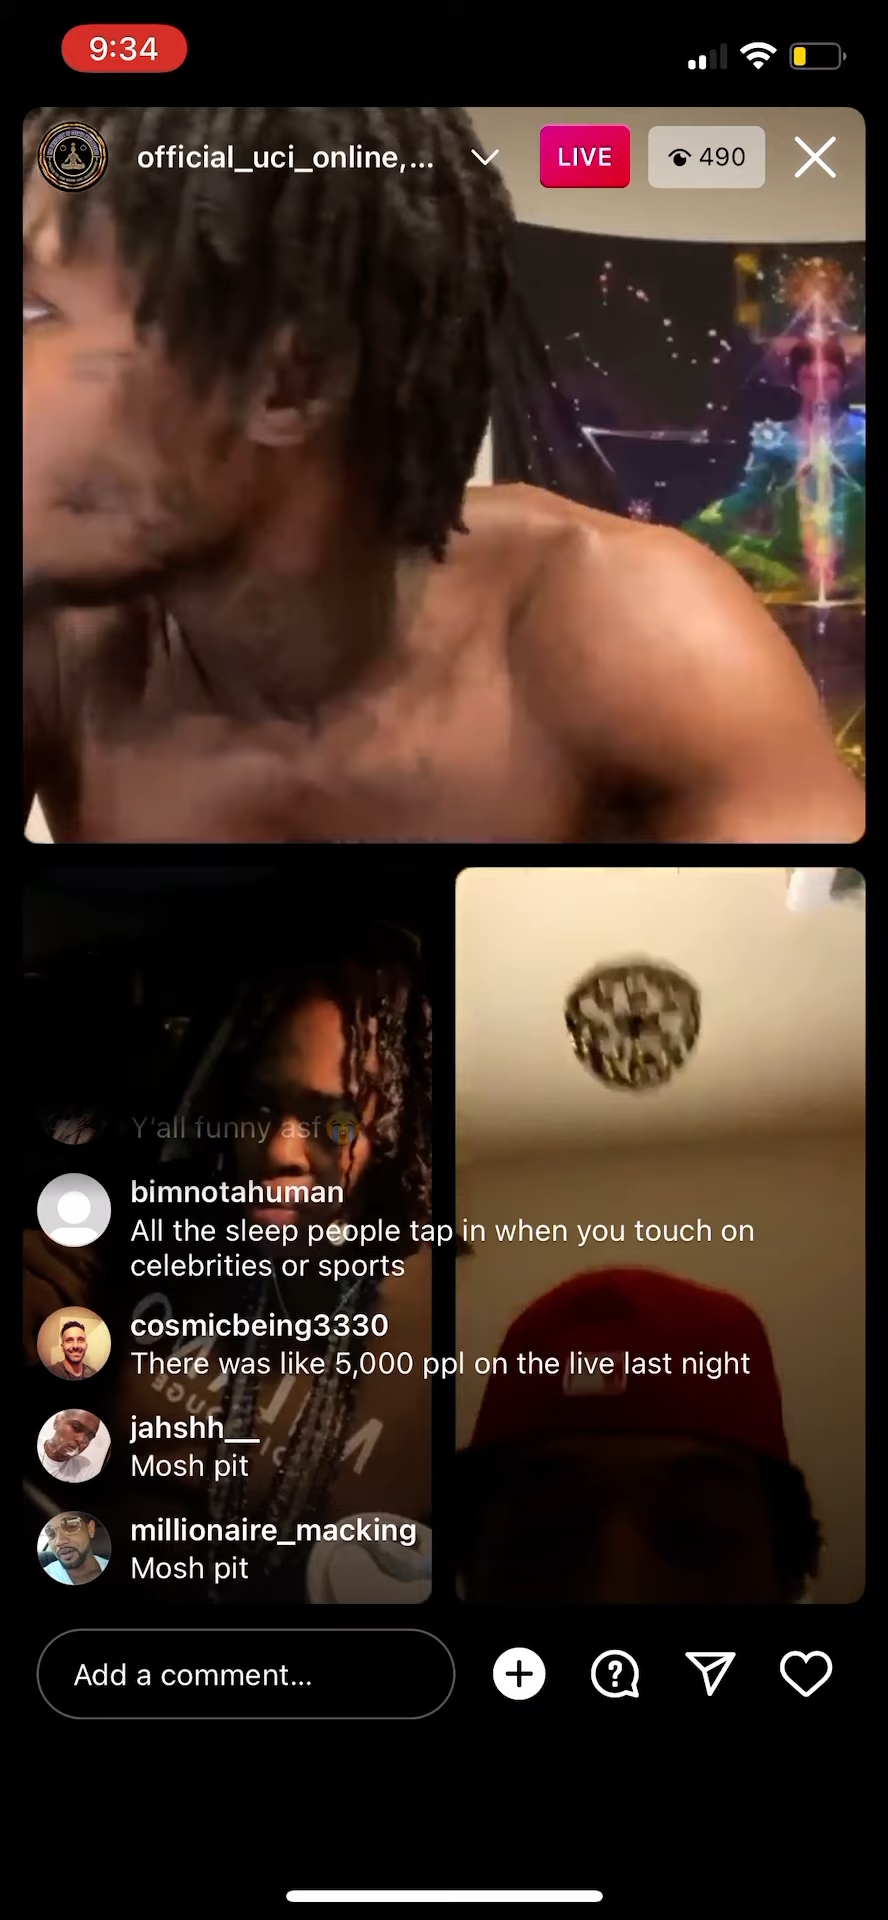 9:34
official_uci_online,...
LIVE
490
Y'all funny asf😭
bimnotahuman
All the sleep people tap in when you touch on
celebrities or sports
cosmicbeing3330
There was like 5,000 ppl on the live last night
jahshh__
Mosh pit
millionaire_macking
Mosh pit
Add a comment...